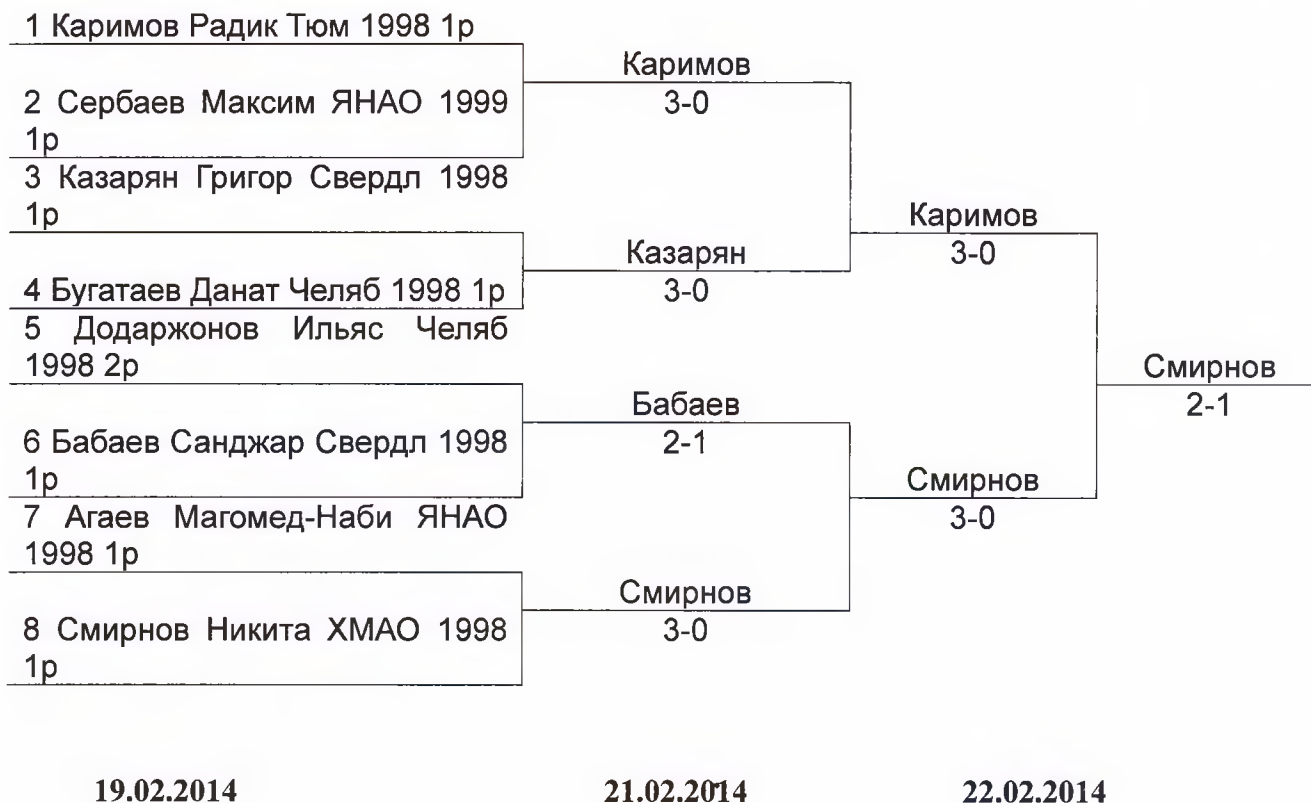 1 Каримов Радик Тюм 1998 1р
2 Сербаев Максим ЯНАО 1999
1р
3 Казарян Григор Свердл 1998
1р
4 Бугатаев Данат Челяб 1998 1р
5 Додаржонов Ильяс Челяб
1998 2р
6 Бабаев Санджар Свердл 1998
1р
7 Агаев Магомед-Наби ЯНАО
1998 1р
8 Смирнов Никита ХМАО 1998
1р
Каримов
3-0
Казарян
3-0
Бабаев
2-1
Смирнов
3-0
Каримов
3-0
Смирнов
3-0
Смирнов
2-1
19.02.2014
21.02.2014
22.02.2014